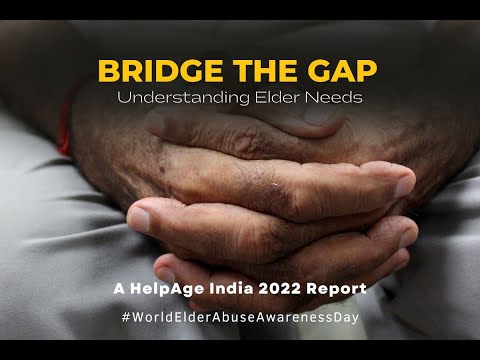 BRIDGE THE GAP
Understanding Elder Needs
A HelpAge India 2022 Report
#WorldElderAbuseAwarenessDay